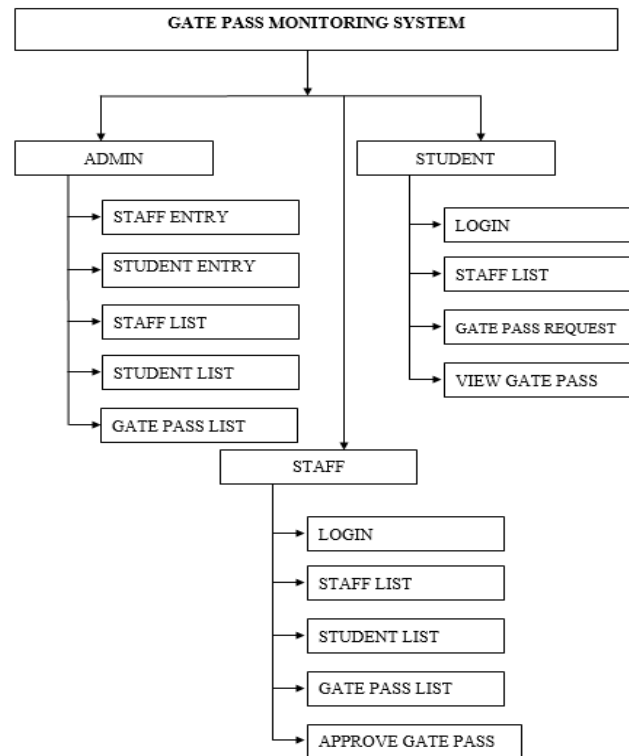 GATE PASS MONITORING SYSTEM
ADMIN
STAFF ENTRY
STUDENT ENTRY
STAFF LIST
STUDENT LIST
GATE PASS LIST
STUDENT
LOGIN
STAFF LIST
GATE PASS REQUEST
VIEW GATE PASS
STAFF
LOGIN
STAFF LIST
STUDENT LIST
GATE PASS LIST
APPROVE GATE PASS